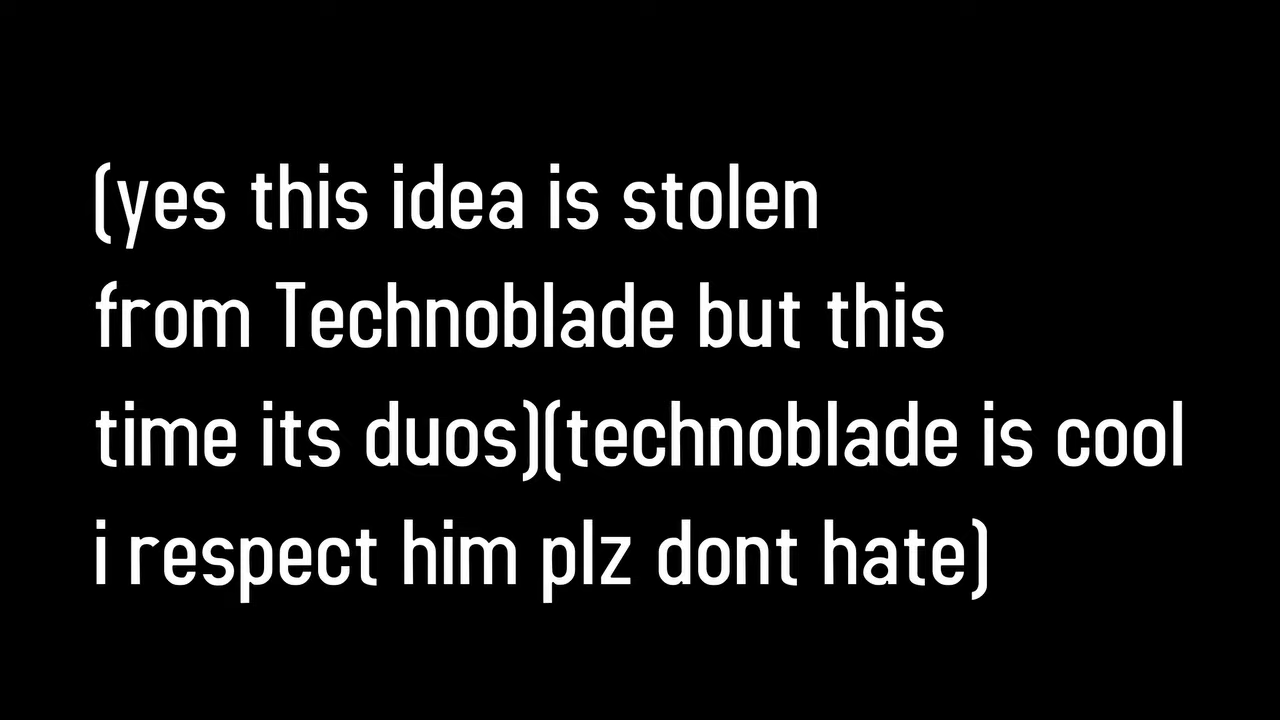 (yes this idea is stolen
from Technoblade but this
time its duos)(technoblade is cool
i respect him plz dont hate)